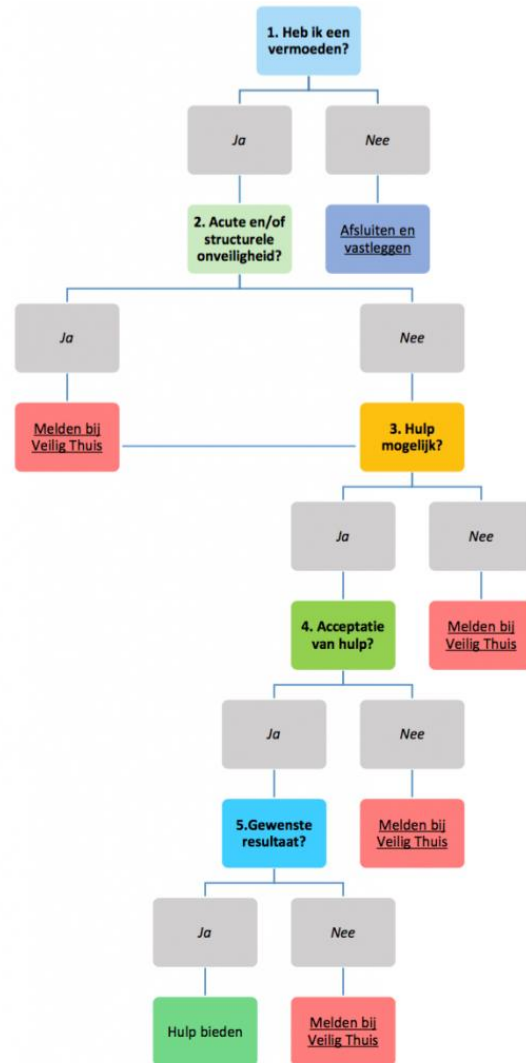 1. Heb ik een
vermoeden?
Ja
Nee
2. Acute en/of
structurele
onveiligheid?
Afsluiten en
vastleggen
Ja
Nee
Melden bij
Veilig Thuis
3. Hulp
mogelijk?
Ja
Nee
4. Acceptatie
van hulp?
Melden bij
Veilig Thuis
Ja
Nee
5.Gewenste
resultaat?
Melden bij
Veilig Thuis
Ja
Nee
Hulp bieden
Melden bij
Veilig Thuis